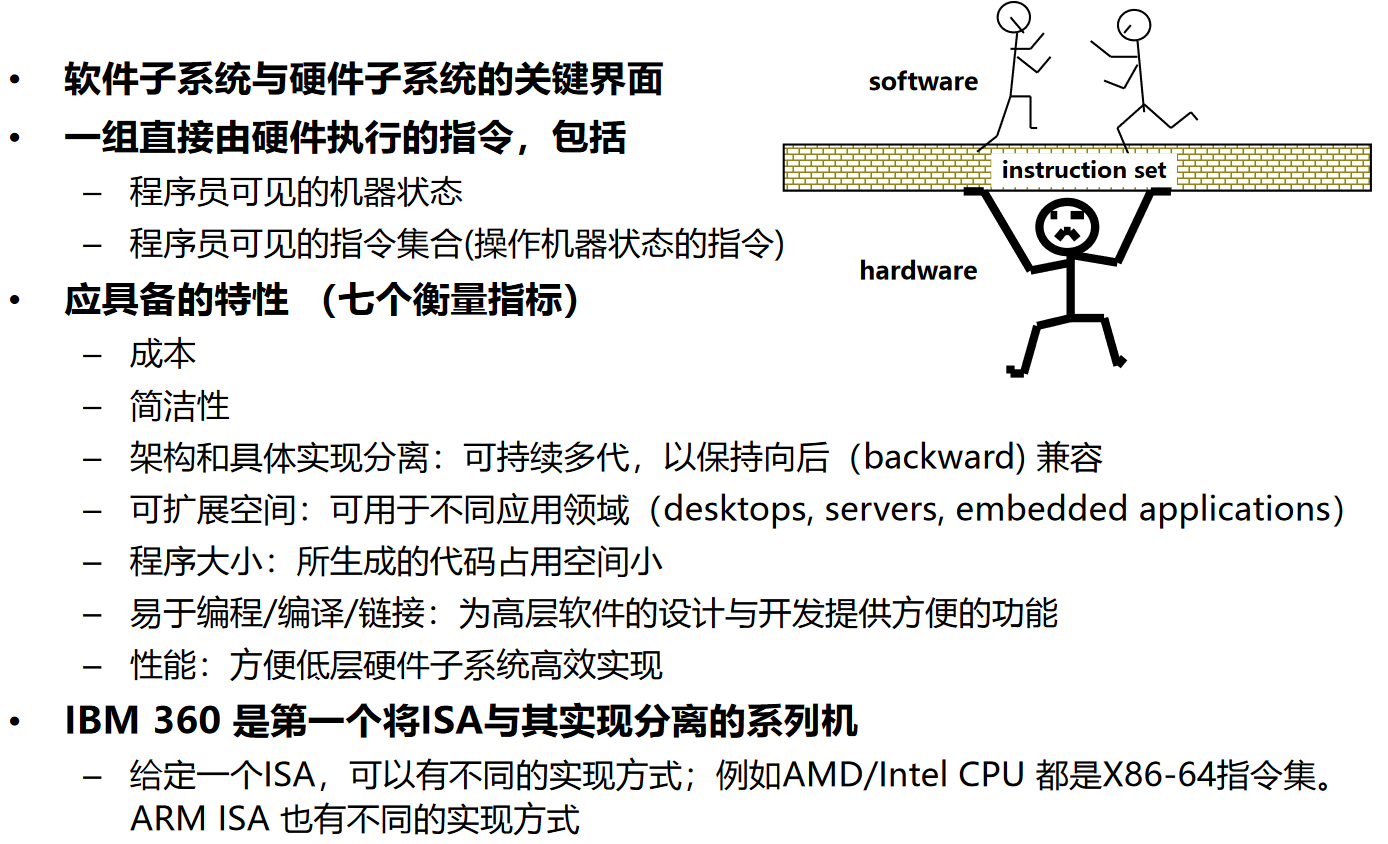 • 软件子系统与硬件子系统的关键界面
• 一组直接由硬件执行的指令，包括
– 程序员可见的机器状态
– 程序员可见的指令集合(操作机器状态的指令)
• 应具备的特性 （七个衡量指标）
– 成本
– 简洁性
– 架构和具体实现分离：可持续多代，以保持向后（backward) 兼容
– 可扩展空间：可用于不同应用领域（desktops, servers, embedded applications）
– 程序大小：所生成的代码占用空间小
– 易于编程/编译/链接：为高层软件的设计与开发提供方便的功能
– 性能：方便低层硬件子系统高效实现
• IBM 360 是第一个将ISA与其实现分离的系列机
– 给定一个ISA，可以有不同的实现方式；例如AMD/Intel CPU 都是X86-64指令集。
ARM ISA 也有不同的实现方式
software
instruction set
hardware